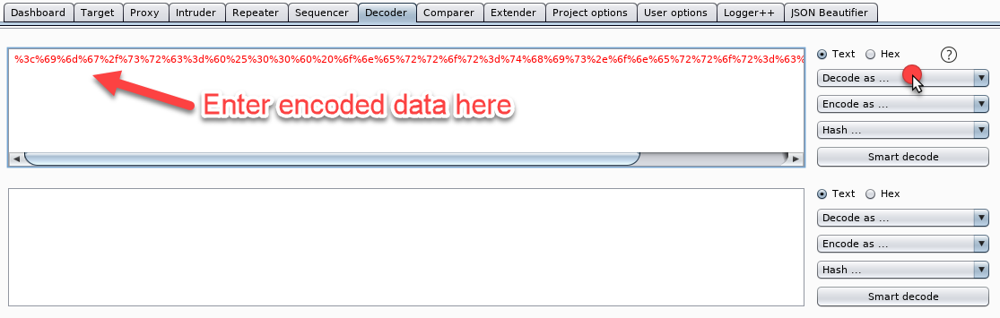 Dashboard Target Proxy Intruder Repeater Sequencer Decoder Comparer Extender Project options User options Logger++ JSON Beautifier
%3c%69%6d%67%2f%73%72%63%3d%60%25%30%30%60%20%6f%6e%65%72%72%6f%72%3d%74%68%69%73%2e%6f%6e%65%72%72%6f%72%3d%63%
Enter encoded data here
Text Hex ?
Decode as ...
Encode as ...
Hash ...
Smart decode
Text Hex
Decode as ...
Encode as ...
Hash ...
Smart decode